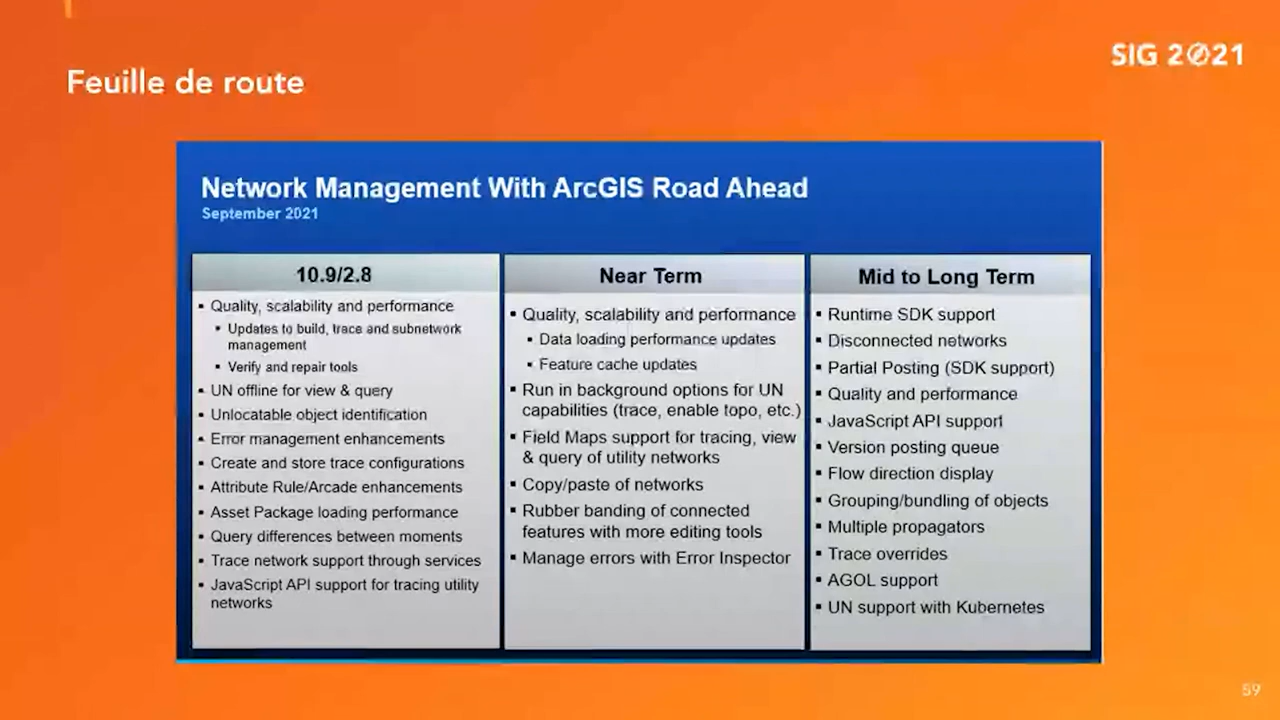 SIG 2021
Feuille de route
Network Management With ArcGIS Road Ahead
September 2021
10.9/2.8
▪ Quality, scalability and performance
▪ Updates to build, trace and subnetwork
management
▪ Verify and repair tools
▪ UN offline for view & query
▪ Unlocatable object identification
▪ Error management enhancements
▪ Create and store trace configurations
▪ Attribute Rule/Arcade enhancements
▪ Asset Package loading performance
▪ Query differences between moments
▪ Trace network support through services
▪ JavaScript API support for tracing utility
networks
Near Term
▪ Quality, scalability and performance
▪ Data loading performance updates
▪ Feature cache updates
▪ Run in background options for UN
capabilities (trace, enable topo, etc.)
▪ Field Maps support for tracing, view
& query of utility networks
▪ Copy/paste of networks
▪ Rubber banding of connected
features with more editing tools
▪ Manage errors with Error Inspector
Mid to Long Term
▪ Runtime SDK support
▪ Disconnected networks
▪ Partial Posting (SDK support)
▪ Quality and performance
▪ JavaScript API support
▪ Version posting queue
▪ Flow direction display
▪ Grouping/bundling of objects
▪ Multiple propagators
▪ Trace overrides
▪ AGOL support
▪ UN support with Kubernetes
59